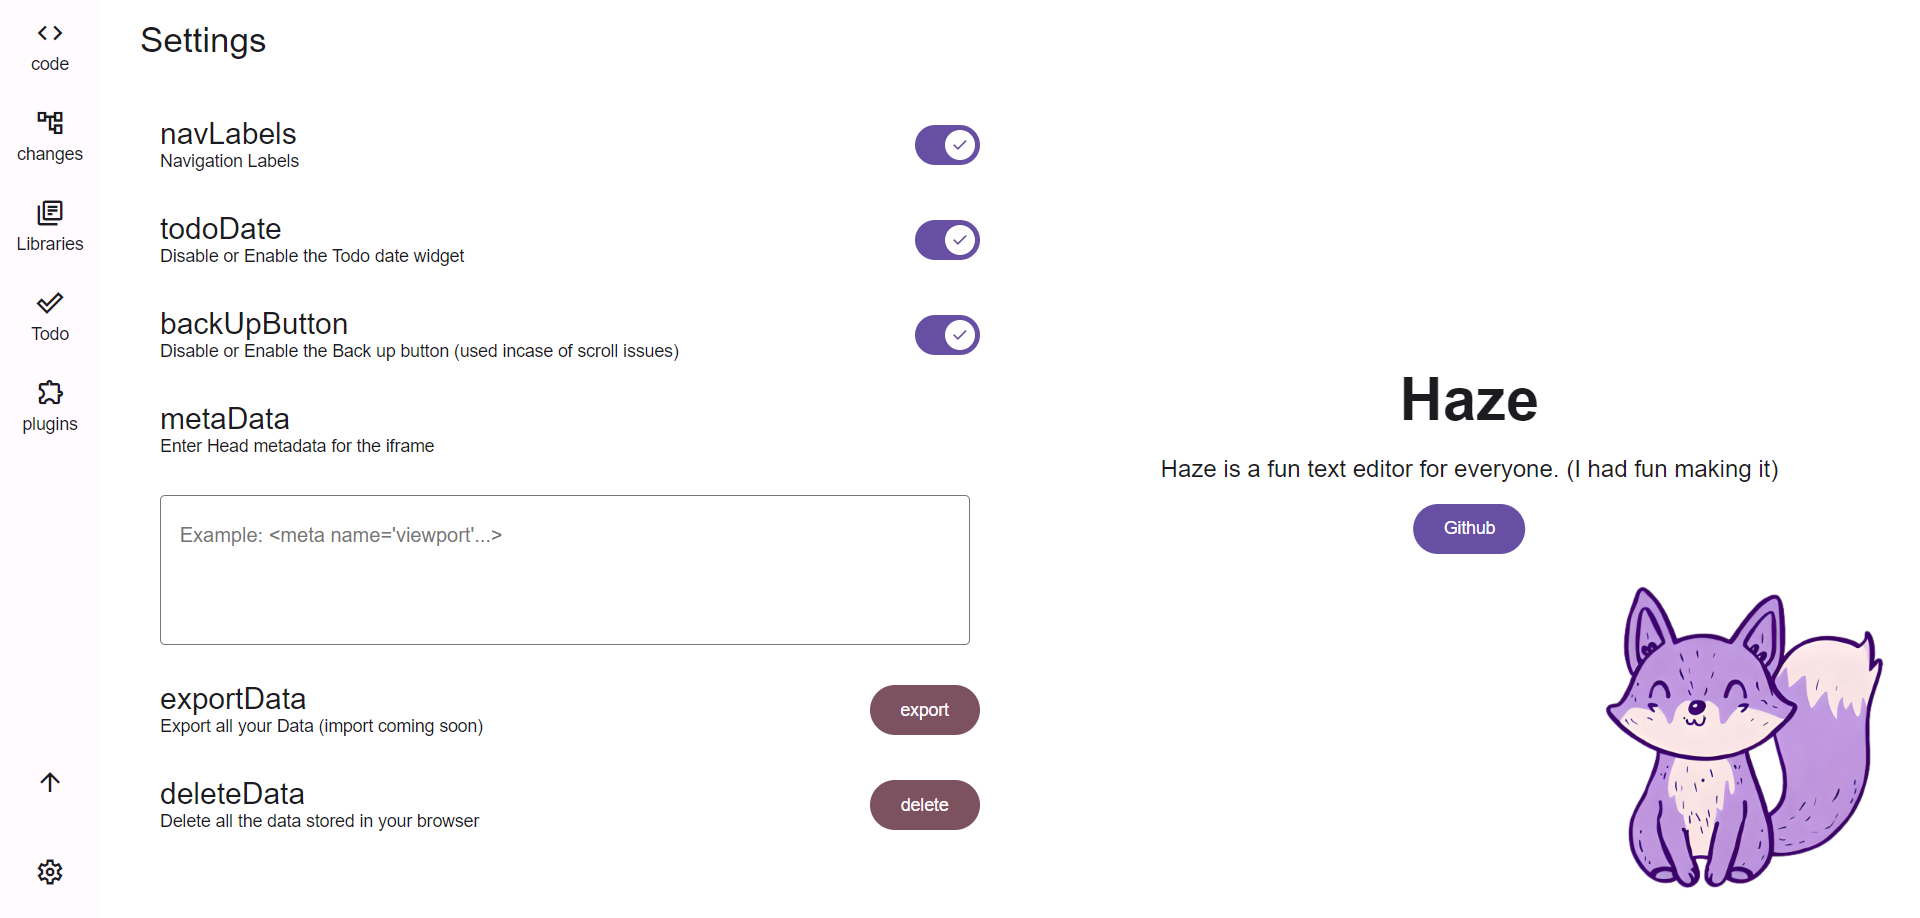 code
changes
Libraries
Todo
plugins
Settings
navLabels
Navigation Labels
todoDate
Disable or Enable the Todo date widget
backUpButton
Disable or Enable the Back up button (used incase of scroll issues)
metaData
Enter Head metadata for the iframe
Example: <meta name='viewport'...>
exportData
Export all your Data (import coming soon)
export
deleteData
Delete all the data stored in your browser
delete
Haze
Haze is a fun text editor for everyone. (I had fun making it)
Github